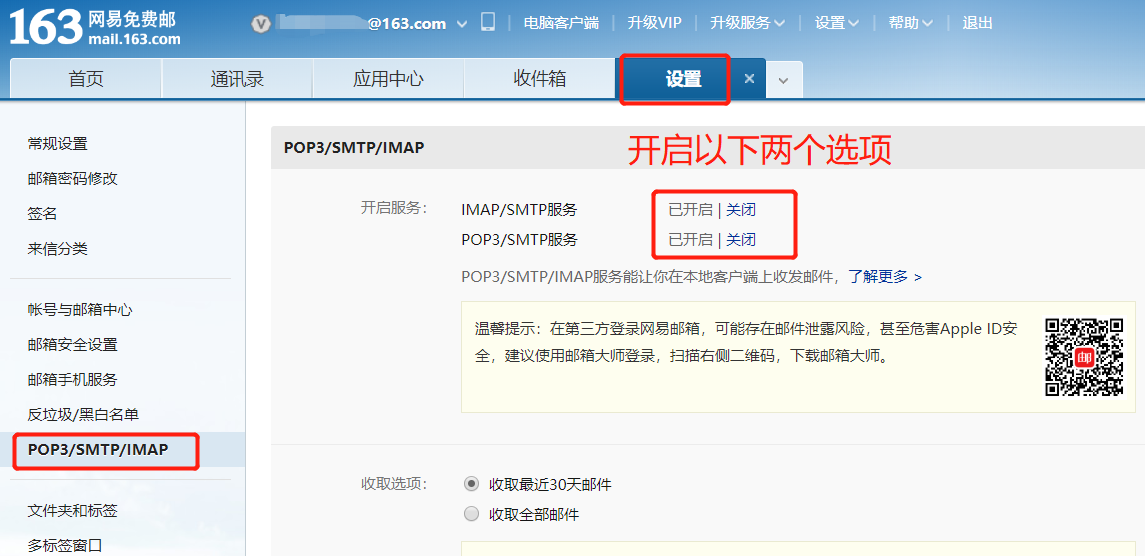 163 网易免费邮
mail.163.com
V @163.com 电脑客户端 升级VIP 升级服务 设置 帮助 退出
首页 通讯录 应用中心 收件箱 设置 ×
常规设置
邮箱密码修改
签名
来信分类
帐号与邮箱中心
邮箱安全设置
邮箱手机服务
反垃圾/黑白名单
POP3/SMTP/IMAP
文件夹和标签
多标签窗口
POP3/SMTP/IMAP
开启以下两个选项
开启服务: IMAP/SMTP服务 已开启 | 关闭
POP3/SMTP服务 已开启 | 关闭
POP3/SMTP/IMAP服务能让你在本地客户端上收发邮件，了解更多 >
温馨提示：在第三方登录网易邮箱，可能存在邮件泄露风险，甚至危害Apple ID安
全，建议使用邮箱大师登录，扫描右侧二维码，下载邮箱大师。
邮
收取选项: 收取最近30天邮件
收取全部邮件